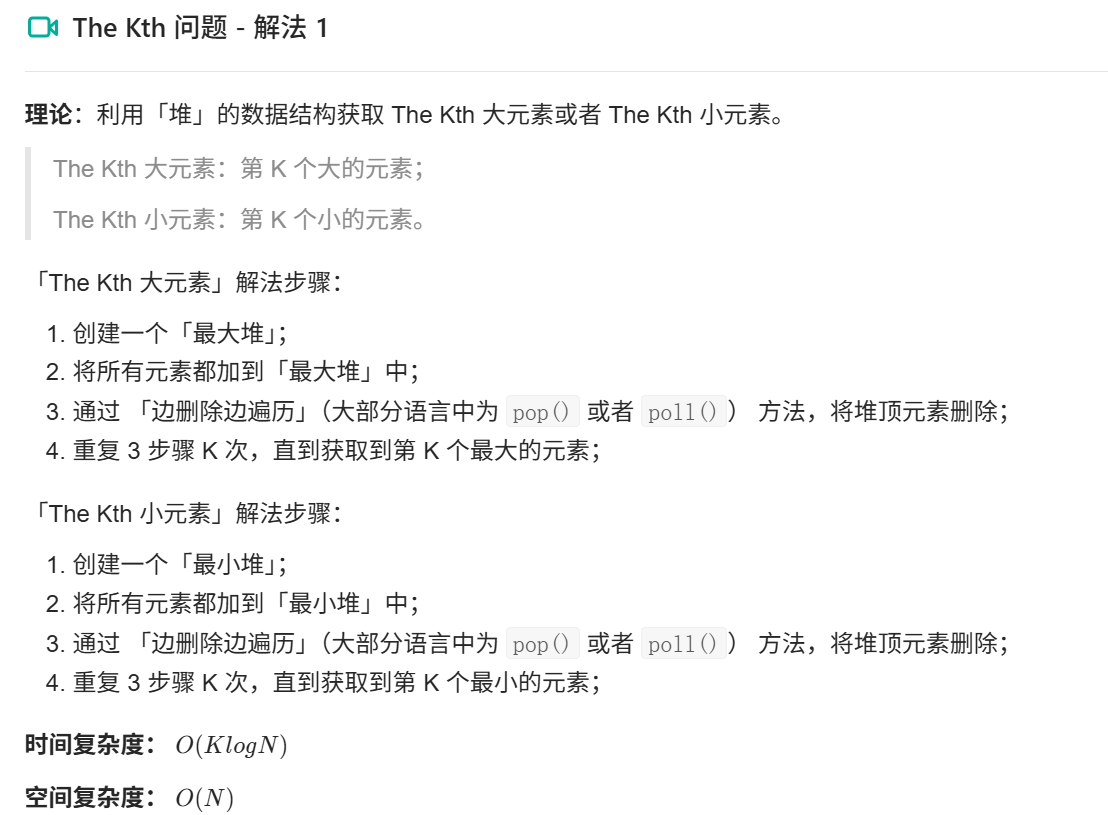 The Kth 问题 - 解法 1
理论：利用「堆」的数据结构获取 The Kth 大元素或者 The Kth 小元素。
The Kth 大元素：第 K 个大的元素；
The Kth 小元素：第 K 个小的元素。
「The Kth 大元素」解法步骤：
1. 创建一个「最大堆」；
2. 将所有元素都加到「最大堆」中；
3. 通过 「边删除边遍历」（大部分语言中为 pop() 或者 poll() ） 方法，将堆顶元素删除；
4. 重复 3 步骤 K 次，直到获取到第 K 个最大的元素；
「The Kth 小元素」解法步骤：
1. 创建一个「最小堆」；
2. 将所有元素都加到「最小堆」中；
3. 通过 「边删除边遍历」（大部分语言中为 pop() 或者 poll() ） 方法，将堆顶元素删除；
4. 重复 3 步骤 K 次，直到获取到第 K 个最小的元素；
时间复杂度： O(KlogN)
空间复杂度： O(N)